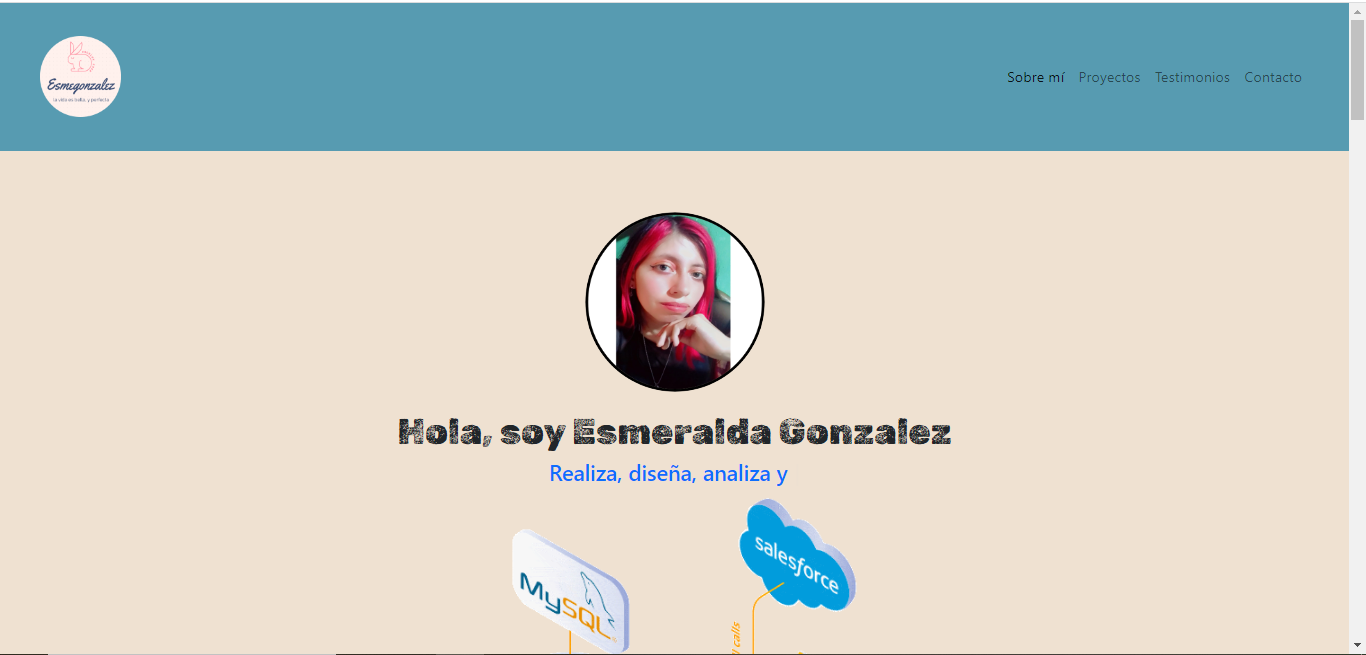 Esmegonzalez
la vida es bella, y perfecta
Sobre mí Proyectos Testimonios Contacto
Hola, soy Esmeralda Gonzalez
Realiza, diseña, analiza y
salesforce
MySQL
calls